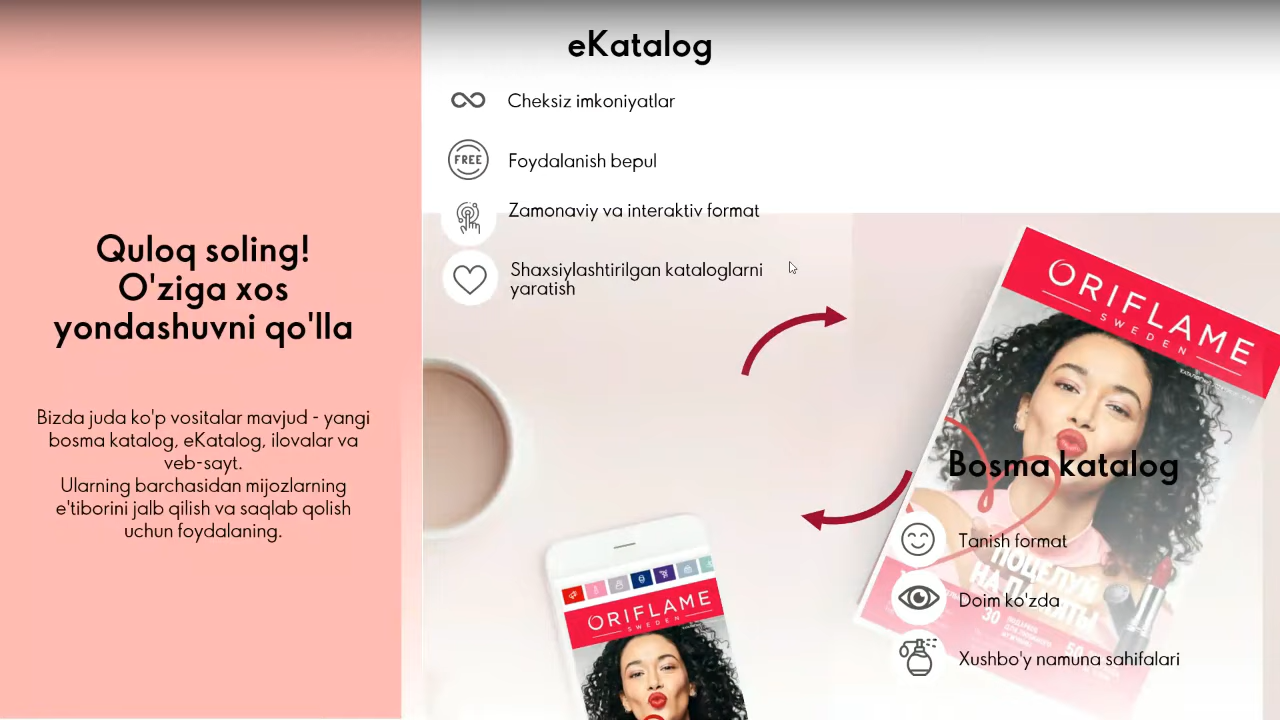 Quloq soling!
O'ziga xos
yondashuvni qo'lla
Bizda juda ko'p vositalar mavjud - yangi
bosma katalog, eKatalog, ilovalar va
veb-sayt.
Ularning barchasidan mijozlarning
e'tiborini jalb qilish va saqlab qolish
uchun foydalaning.
eKatalog
Cheksiz imkoniyatlar
FREE
Foydalanish bepul
Zamonaviy va interaktiv format
Shaxsiylashtirilgan kataloglarni
yaratish
ORIFLAME
SWEDEN
Bosma katalog
Tanish format
ПОЦЕЛУЙ
Doim ko'zda
30
Xushbo'y namuna sahifalari
ORIFLAME
SWEDEN